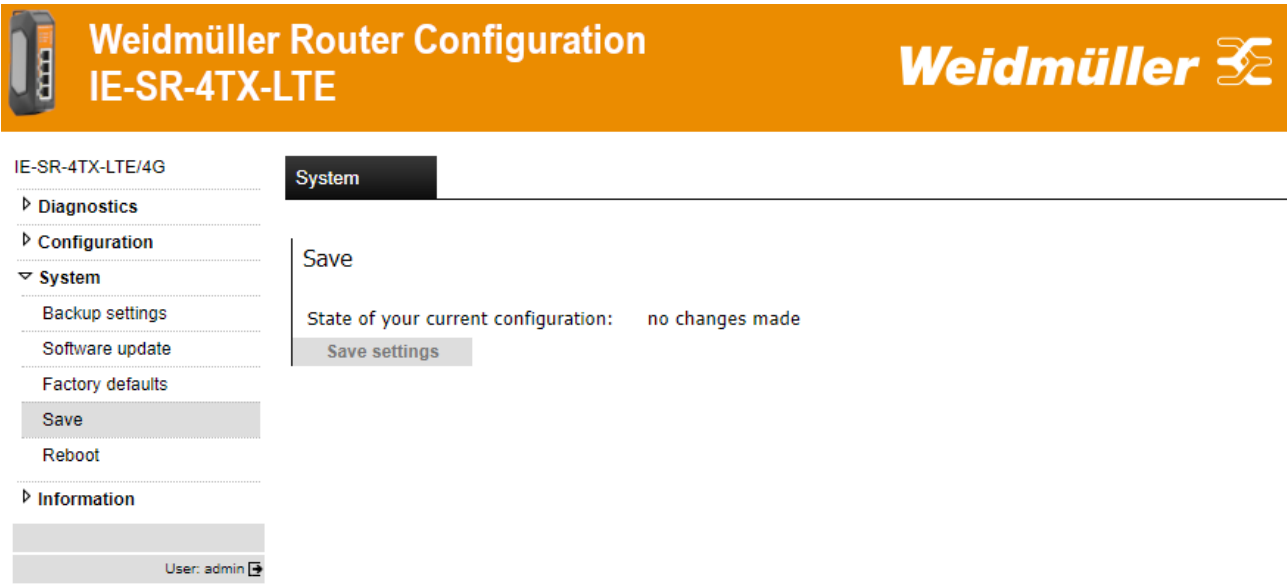 Weidmüller Router Configuration
IE-SR-4TX-LTE
Weidmüller
IE-SR-4TX-LTE/4G
Diagnostics
Configuration
System
Backup settings
Software update
Factory defaults
Save
Reboot
Information
User: admin
System
Save
State of your current configuration: no changes made
Save settings